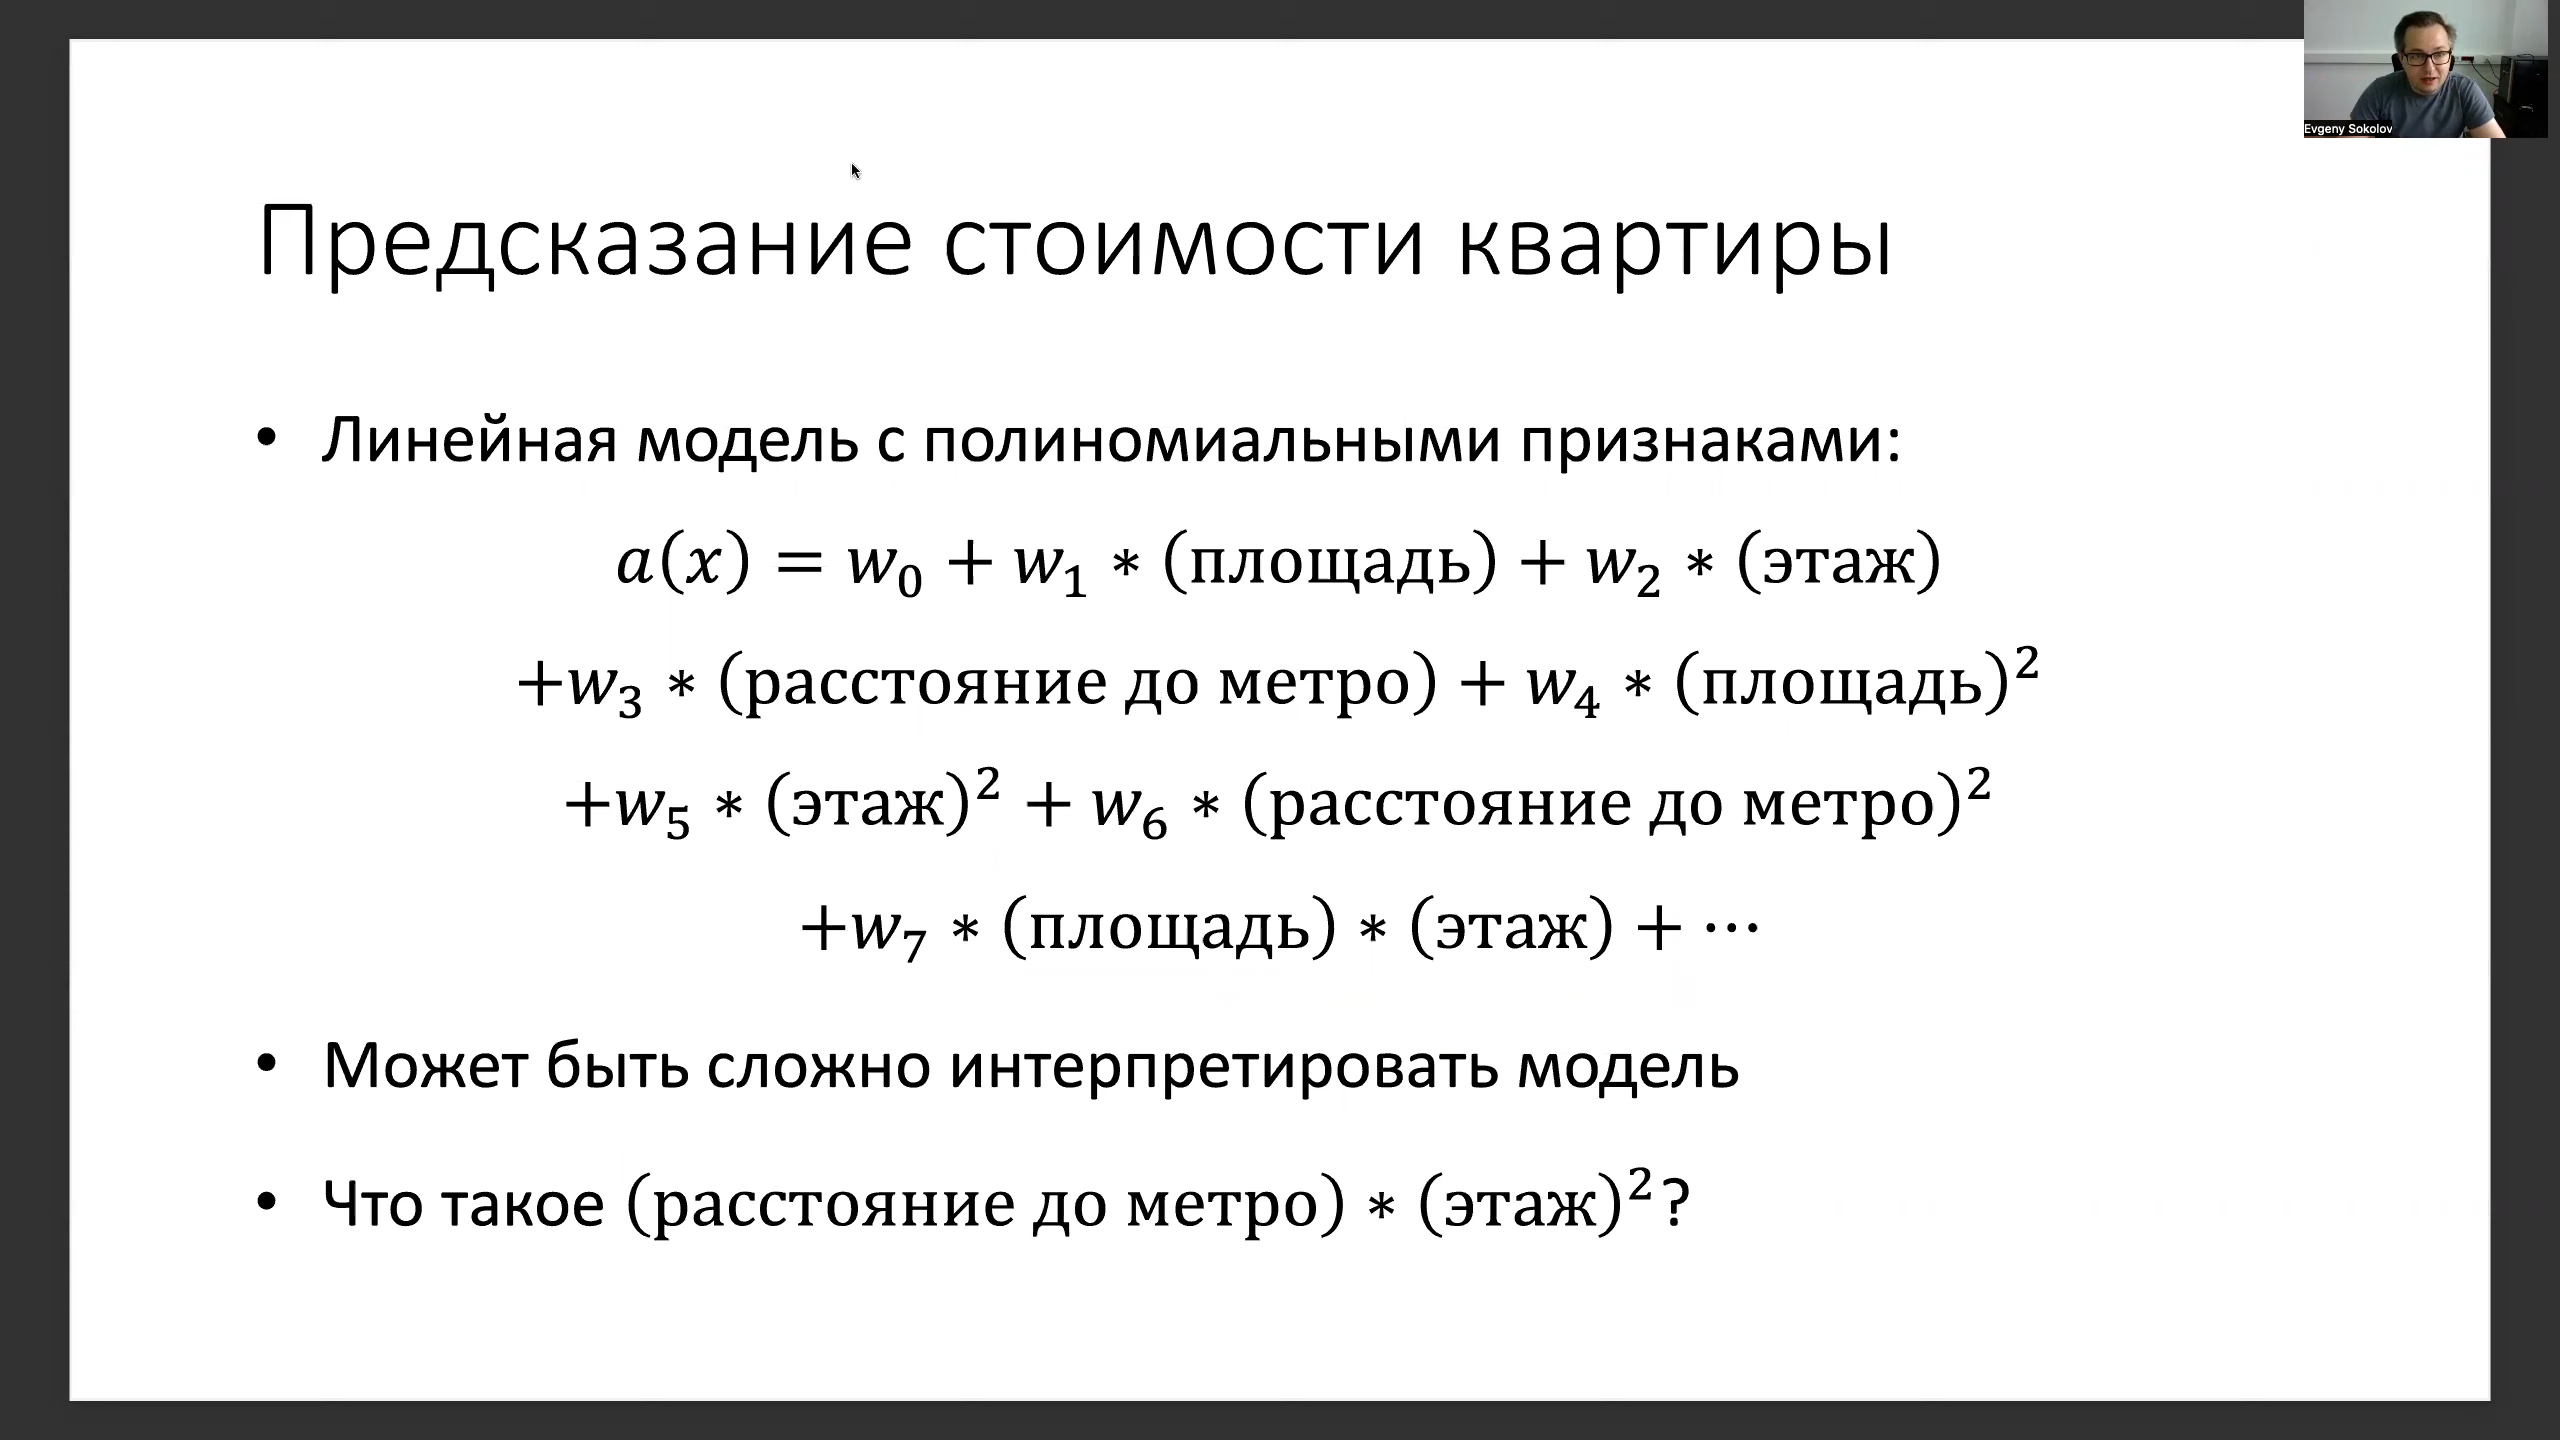 Evgeny Sokolov
Предсказание стоимости квартиры
• Линейная модель с полиномиальными признаками:
a(x) = w₀ + w₁ ∗ (площадь) + w₂ ∗ (этаж)
+w₃ ∗ (расстояние до метро) + w₄ ∗ (площадь)²
+w₅ ∗ (этаж)² + w₆ ∗ (расстояние до метро)²
+w₇ ∗ (площадь) ∗ (этаж) + ⋯
• Может быть сложно интерпретировать модель
• Что такое (расстояние до метро) ∗ (этаж)²?